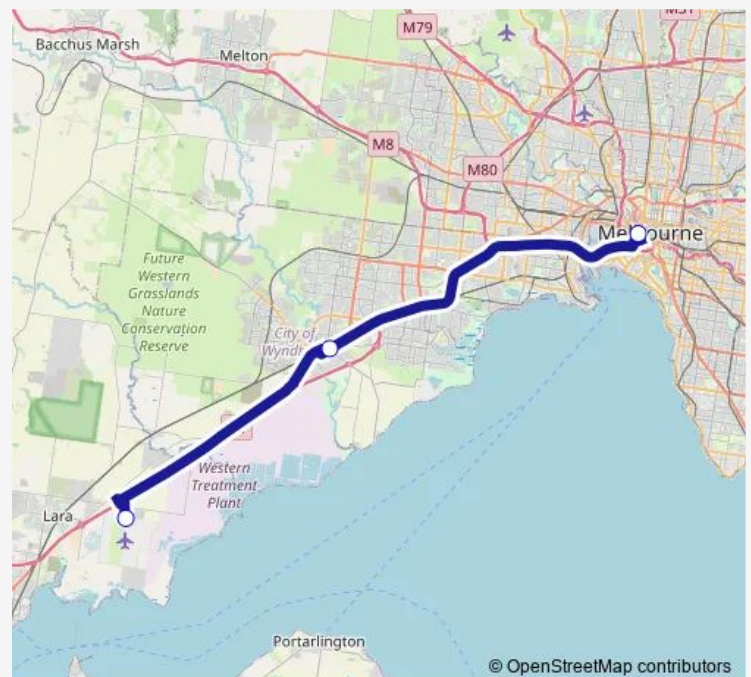 M79
Bacchus Marsh
Melton
M8
M80
Melbourne
Future
Western
Grasslands
Nature
Conservation
Reserve
City of
Wyndh
Western
Treatment
Plant
Lara
Portarlington
© OpenStreetMap contributors